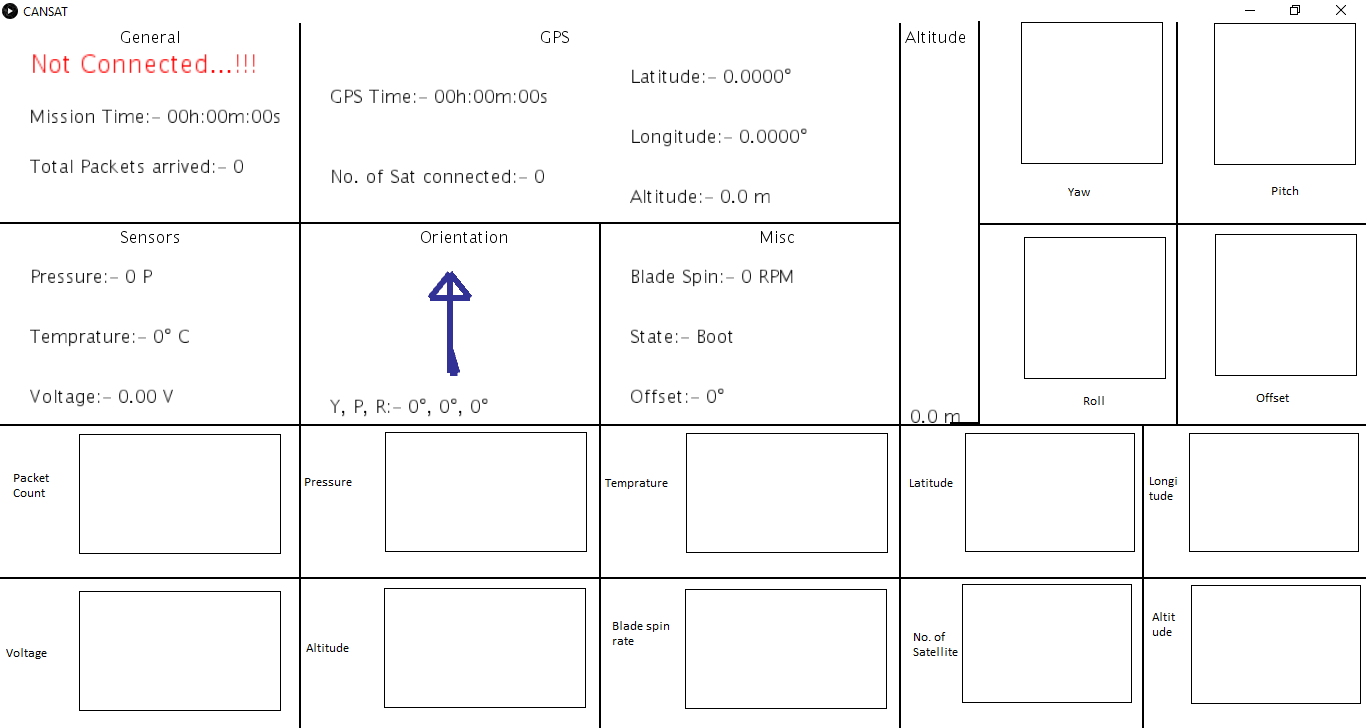 CANSAT
General
Not Connected...!!!
Mission Time:- 00h:00m:00s
Total Packets arrived:- 0
GPS
GPS Time:- 00h:00m:00s
No. of Sat connected:- 0
Latitude:- 0.0000°
Longitude:- 0.0000°
Altitude:- 0.0 m
Altitude
0.0 m
Yaw
Pitch
Roll
Offset
Sensors
Pressure:- 0 P
Temprature:- 0° C
Voltage:- 0.00 V
Orientation
Y, P, R:- 0°, 0°, 0°
Misc
Blade Spin:- 0 RPM
State:- Boot
Offset:- 0°
Packet
Count
Pressure
Temprature
Latitude
Longi
tude
Voltage
Altitude
Blade spin
rate
No. of
Satellite
Altit
ude